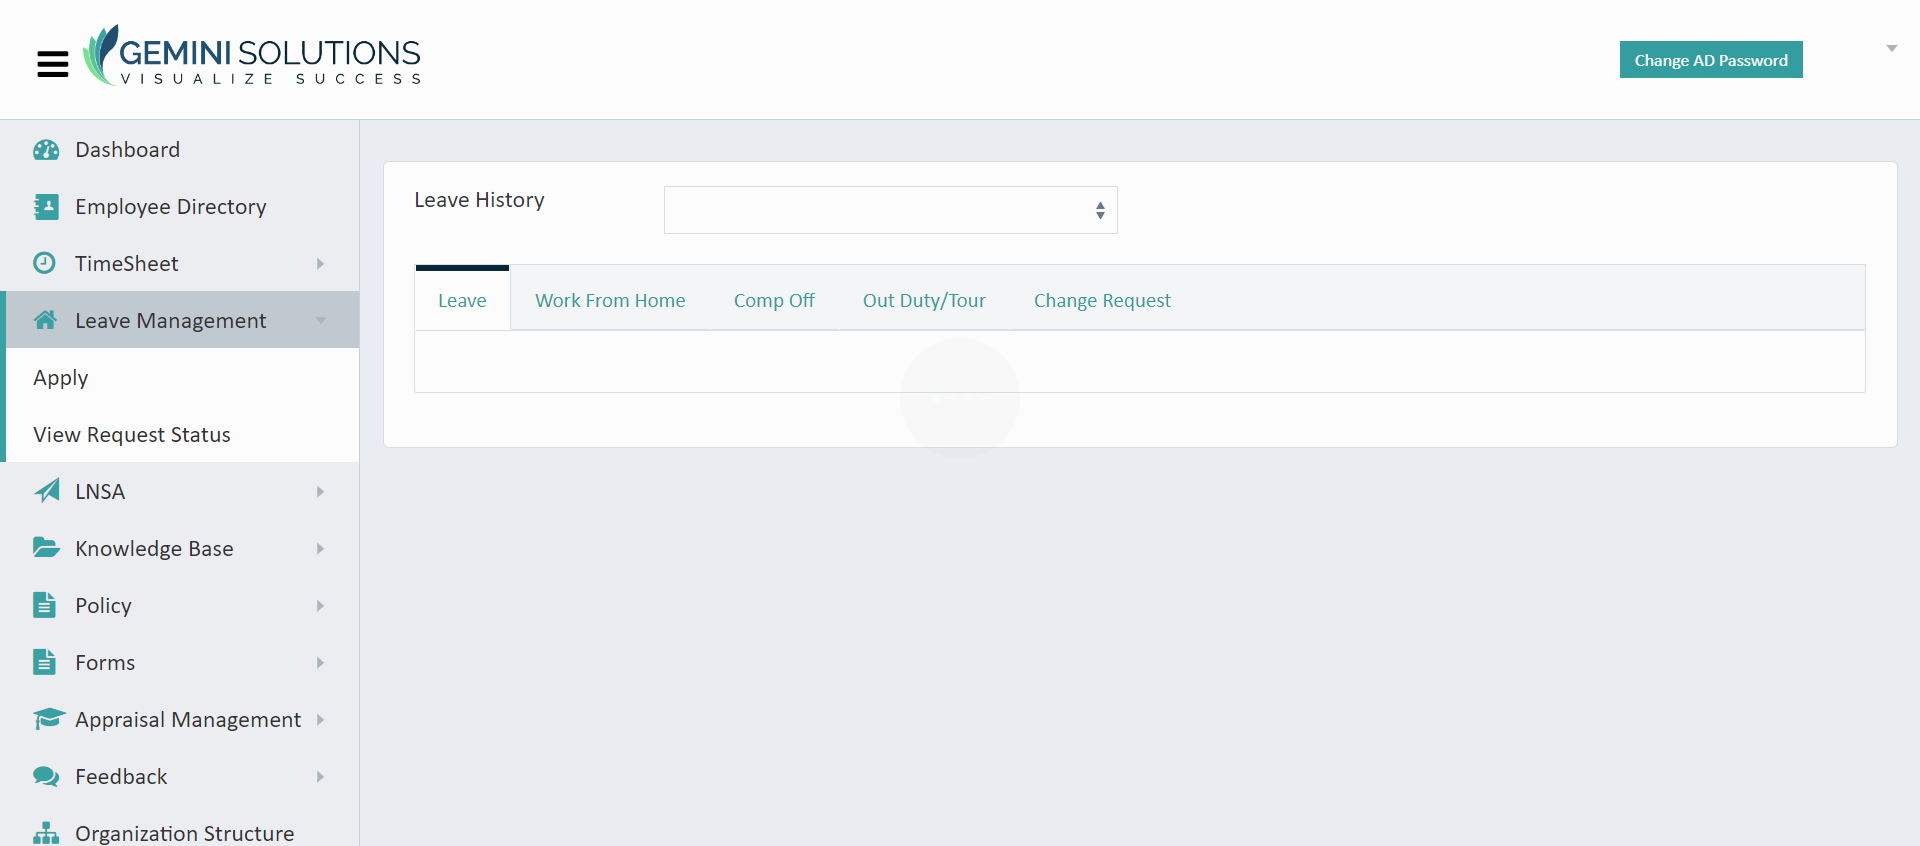 GEMINI SOLUTIONS
VISUALIZE SUCCESS
Change AD Password
Dashboard
Employee Directory
TimeSheet
Leave Management
Apply
View Request Status
LNSA
Knowledge Base
Policy
Forms
Appraisal Management
Feedback
Organization Structure
Leave History
Leave Work From Home Comp Off Out Duty/Tour Change Request